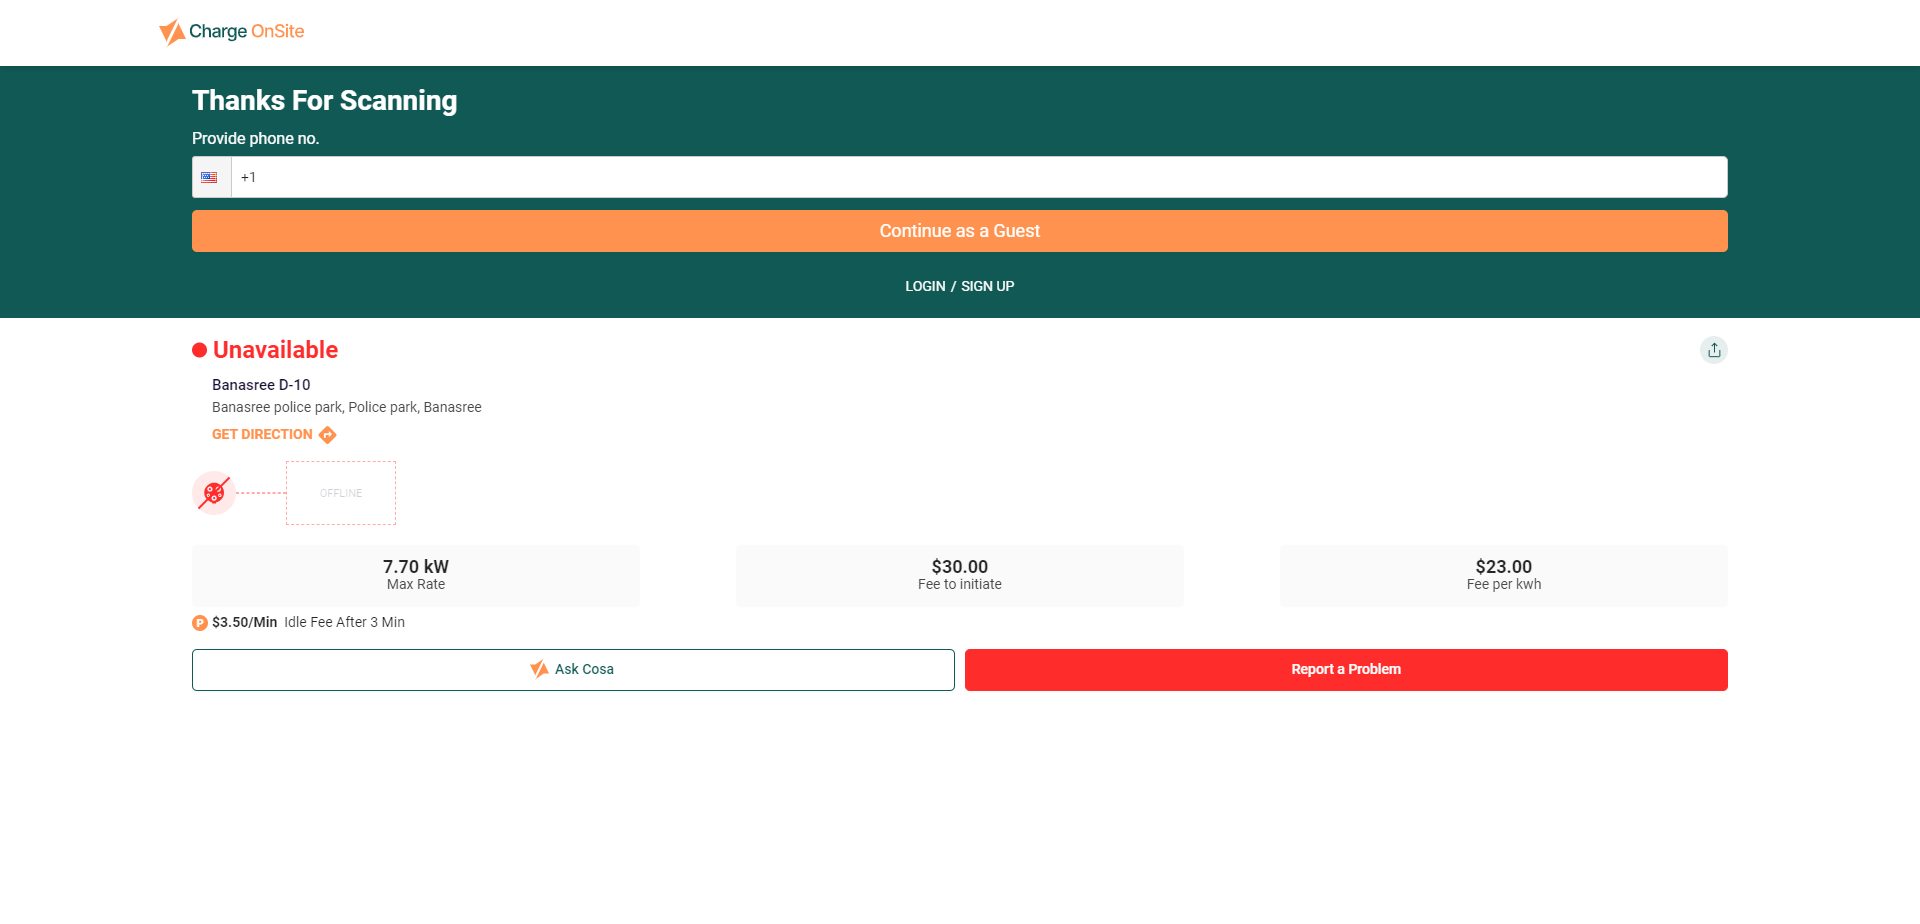 Charge OnSite
Thanks For Scanning
Provide phone no.
+1
Continue as a Guest
LOGIN / SIGN UP
Unavailable
Banasree D-10
Banasree police park, Police park, Banasree
GET DIRECTION
OFFLINE
7.70 kW
Max Rate
$30.00
Fee to initiate
$23.00
Fee per kwh
P $3.50/Min Idle Fee After 3 Min
Ask Cosa
Report a Problem